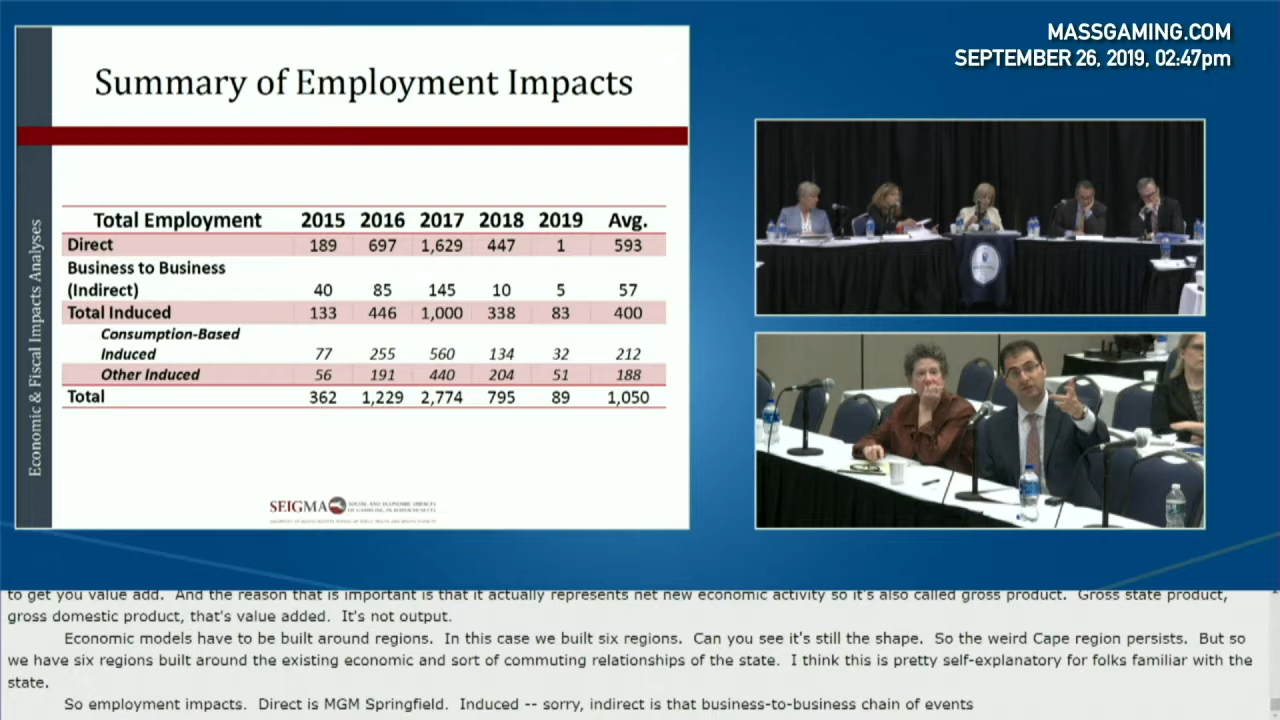 MASSGAMING.COM
SEPTEMBER 26, 2019, 02:47pm
Summary of Employment Impacts
Economic & Fiscal Impacts Analyses
Total Employment 2015 2016 2017 2018 2019 Avg.
Direct 189 697 1,629 447 1 593
Business to Business
(Indirect) 40 85 145 10 5 57
Total Induced 133 446 1,000 338 83 400
Consumption-Based
Induced 77 255 560 134 32 212
Other Induced 56 191 440 204 51 188
Total 362 1,229 2,774 795 89 1,050
SEIGMA SOCIAL AND ECONOMIC IMPACTS
OF GAMBLING IN MASSACHUSETTS
to get you value add. And the reason that is important is that it actually represents net new economic activity so it's also called gross product. Gross state product,
gross domestic product, that's value added. It's not output.
Economic models have to be built around regions. In this case we built six regions. Can you see it's still the shape. So the weird Cape region persists. But so
we have six regions built around the existing economic and sort of commuting relationships of the state. I think this is pretty self-explanatory for folks familiar with the
state.
So employment impacts. Direct is MGM Springfield. Induced -- sorry, indirect is that business-to-business chain of events